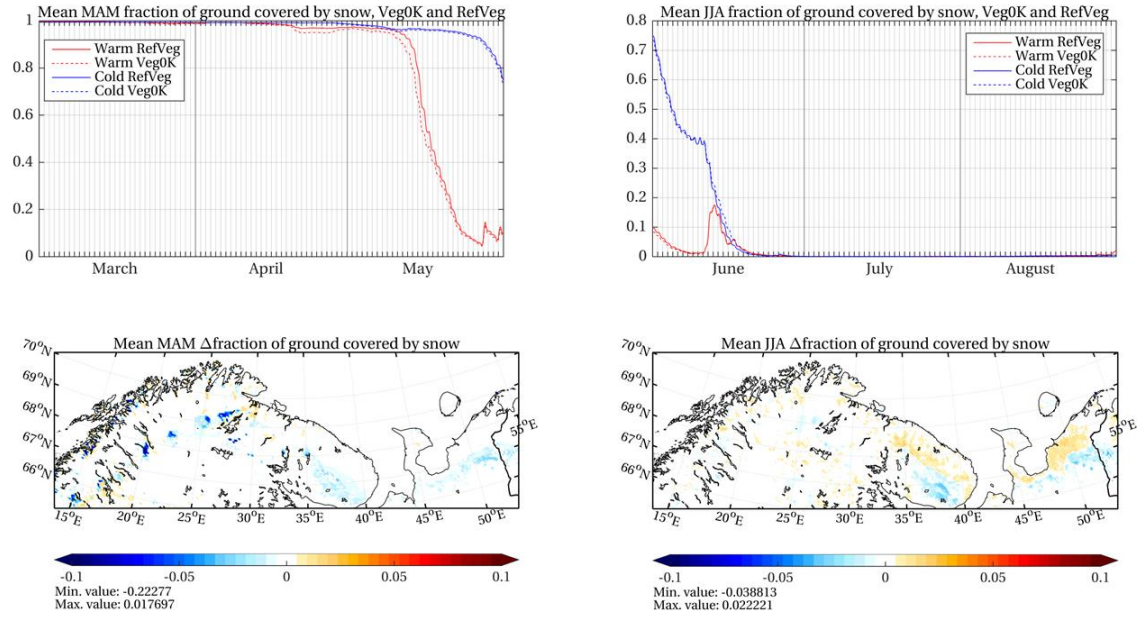 Mean MAM fraction of ground covered by snow, Veg0K and RefVeg
1
0.8
0.6
0.4
0.2
0
Warm RefVeg
Warm Veg0K
Cold RefVeg
Cold Veg0K
March April May
Mean JJA fraction of ground covered by snow, Veg0K and RefVeg
0.8
0.7
0.6
0.5
0.4
0.3
0.2
0.1
0
Warm RefVeg
Warm Veg0K
Cold RefVeg
Cold Veg0K
June July August
Mean MAM Δfraction of ground covered by snow
70°N
69°N
68°N
67°N
66°N
55°E
15°E 20°E 25°E 30°E 35°E 40°E 45°E 50°E
-0.1 -0.05 0 0.05 0.1
Min. value: -0.22277
Max. value: 0.017697
Mean JJA Δfraction of ground covered by snow
70°N
69°N
68°N
67°N
66°N
55°E
15°E 20°E 25°E 30°E 35°E 40°E 45°E 50°E
-0.1 -0.05 0 0.05 0.1
Min. value: -0.038813
Max. value: 0.022221